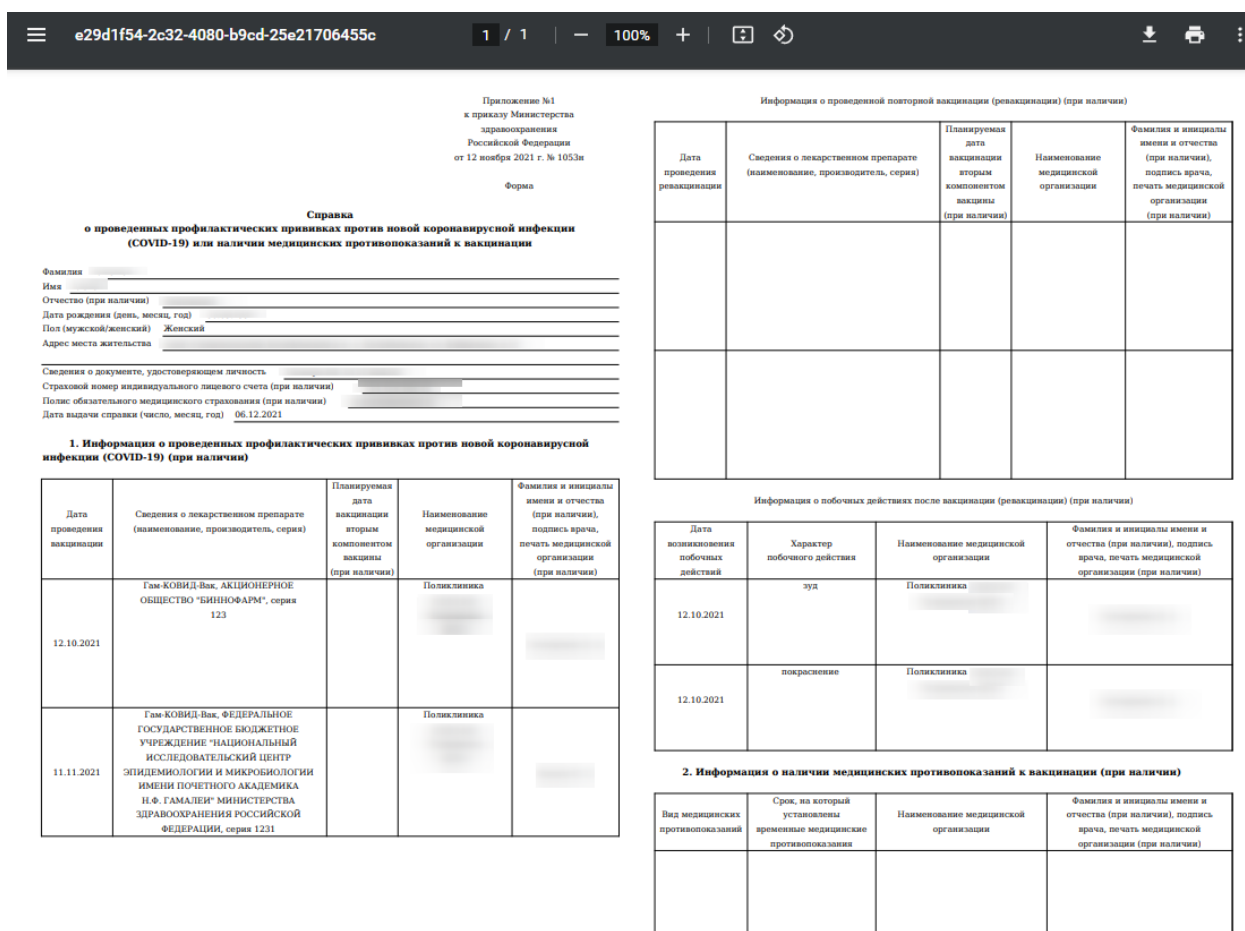 e29d1f54-2c32-4080-b9cd-25e21706455c
1 / 1
100%
Приложение №1
к приказу Министерства
здравоохранения
Российской Федерации
от 12 ноября 2021 г. № 1053н
Форма
Справка
о проведенных профилактических прививках против новой коронавирусной инфекции
(COVID-19) или наличии медицинских противопоказаний к вакцинации
Фамилия
Имя
Отчество (при наличии)
Дата рождения (день, месяц, год)
Пол (мужской/женский) Женский
Адрес места жительства
Сведения о документе, удостоверяющем личность
Страховой номер индивидуального лицевого счета (при наличии)
Полис обязательного медицинского страхования (при наличии)
Дата выдачи справки (число, месяц, год) 06.12.2021
1. Информация о проведенных профилактических прививках против новой коронавирусной
инфекции (COVID-19) (при наличии)
Дата
проведения
вакцинации
Сведения о лекарственном препарате
(наименование, производитель, серия)
Планируемая
дата
вакцинации
вторым
компонентом
вакцины
(при наличии)
Наименование
медицинской
организации
Фамилия и инициалы
имени и отчества
(при наличии),
подпись врача,
печать медицинской
организации
(при наличии)
12.10.2021
Гам-КОВИД-Вак, АКЦИОНЕРНОЕ
ОБЩЕСТВО "БИННОФАРМ", серия
123
Поликлиника
11.11.2021
Гам-КОВИД-Вак, ФЕДЕРАЛЬНОЕ
ГОСУДАРСТВЕННОЕ БЮДЖЕТНОЕ
УЧРЕЖДЕНИЕ "НАЦИОНАЛЬНЫЙ
ИССЛЕДОВАТЕЛЬСКИЙ ЦЕНТР
ЭПИДЕМИОЛОГИИ И МИКРОБИОЛОГИИ
ИМЕНИ ПОЧЕТНОГО АКАДЕМИКА
Н.Ф. ГАМАЛЕИ" МИНИСТЕРСТВА
ЗДРАВООХРАНЕНИЯ РОССИЙСКОЙ
ФЕДЕРАЦИИ, серия 1231
Поликлиника
Информация о проведенной повторной вакцинации (ревакцинации) (при наличии)
Дата
проведения
ревакцинации
Сведения о лекарственном препарате
(наименование, производитель, серия)
Планируемая
дата
вакцинации
вторым
компонентом
вакцины
(при наличии)
Наименование
медицинской
организации
Фамилия и инициалы
имени и отчества
(при наличии),
подпись врача,
печать медицинской
организации
(при наличии)
Информация о побочных действиях после вакцинации (ревакцинации) (при наличии)
Дата
возникновения
побочных
действий
Характер
побочного действия
Наименование медицинской
организации
Фамилия и инициалы имени и
отчества (при наличии), подпись
врача, печать медицинской
организации (при наличии)
12.10.2021
зуд
Поликлиника
12.10.2021
покраснение
Поликлиника
2. Информация о наличии медицинских противопоказаний к вакцинации (при наличии)
Вид медицинских
противопоказаний
Срок, на который
установлены
временные медицинские
противопоказания
Наименование медицинской
организации
Фамилия и инициалы имени и
отчества (при наличии), подпись
врача, печать медицинской
организации (при наличии)